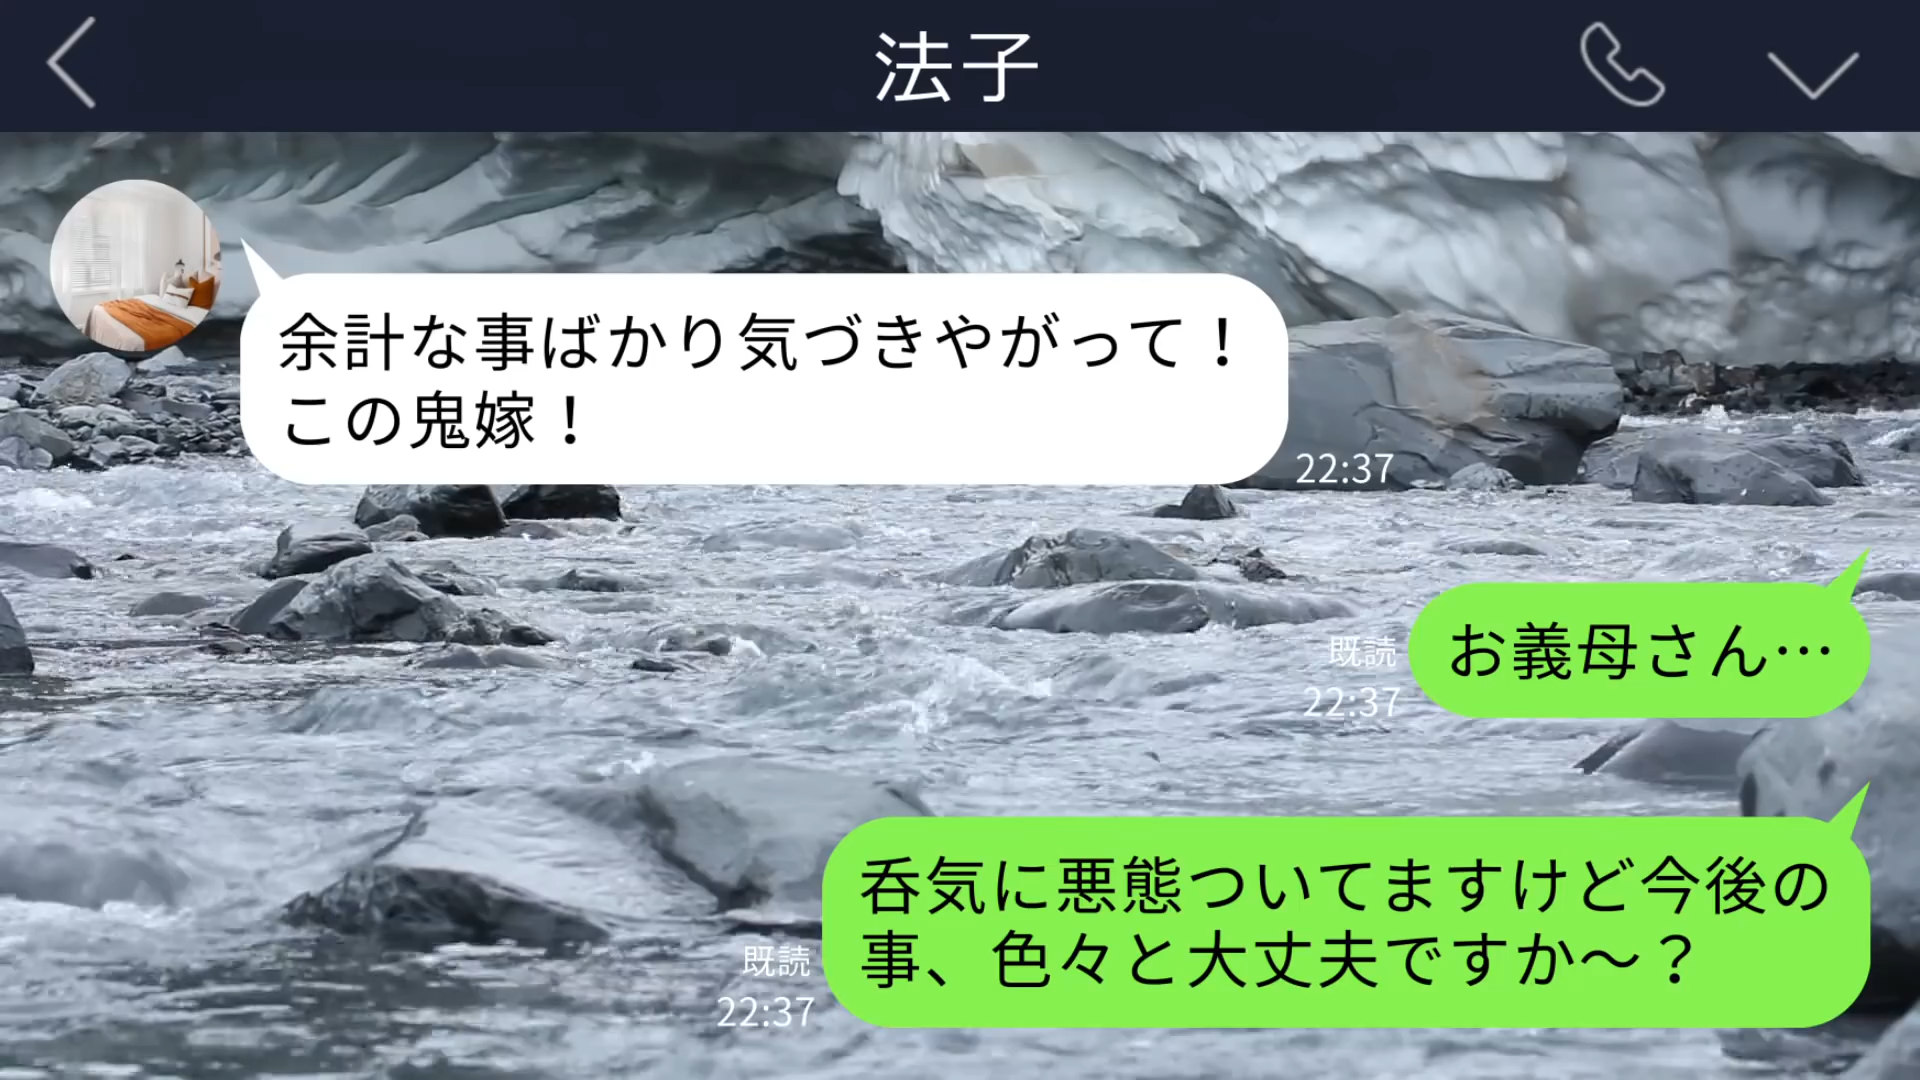 法子
余計な事ばかり気づきやがって！
この鬼嫁！
22:37
お義母さん…
既読
22:37
呑気に悪態ついてますけど今後の
事、色々と大丈夫ですか～？
既読
22:37